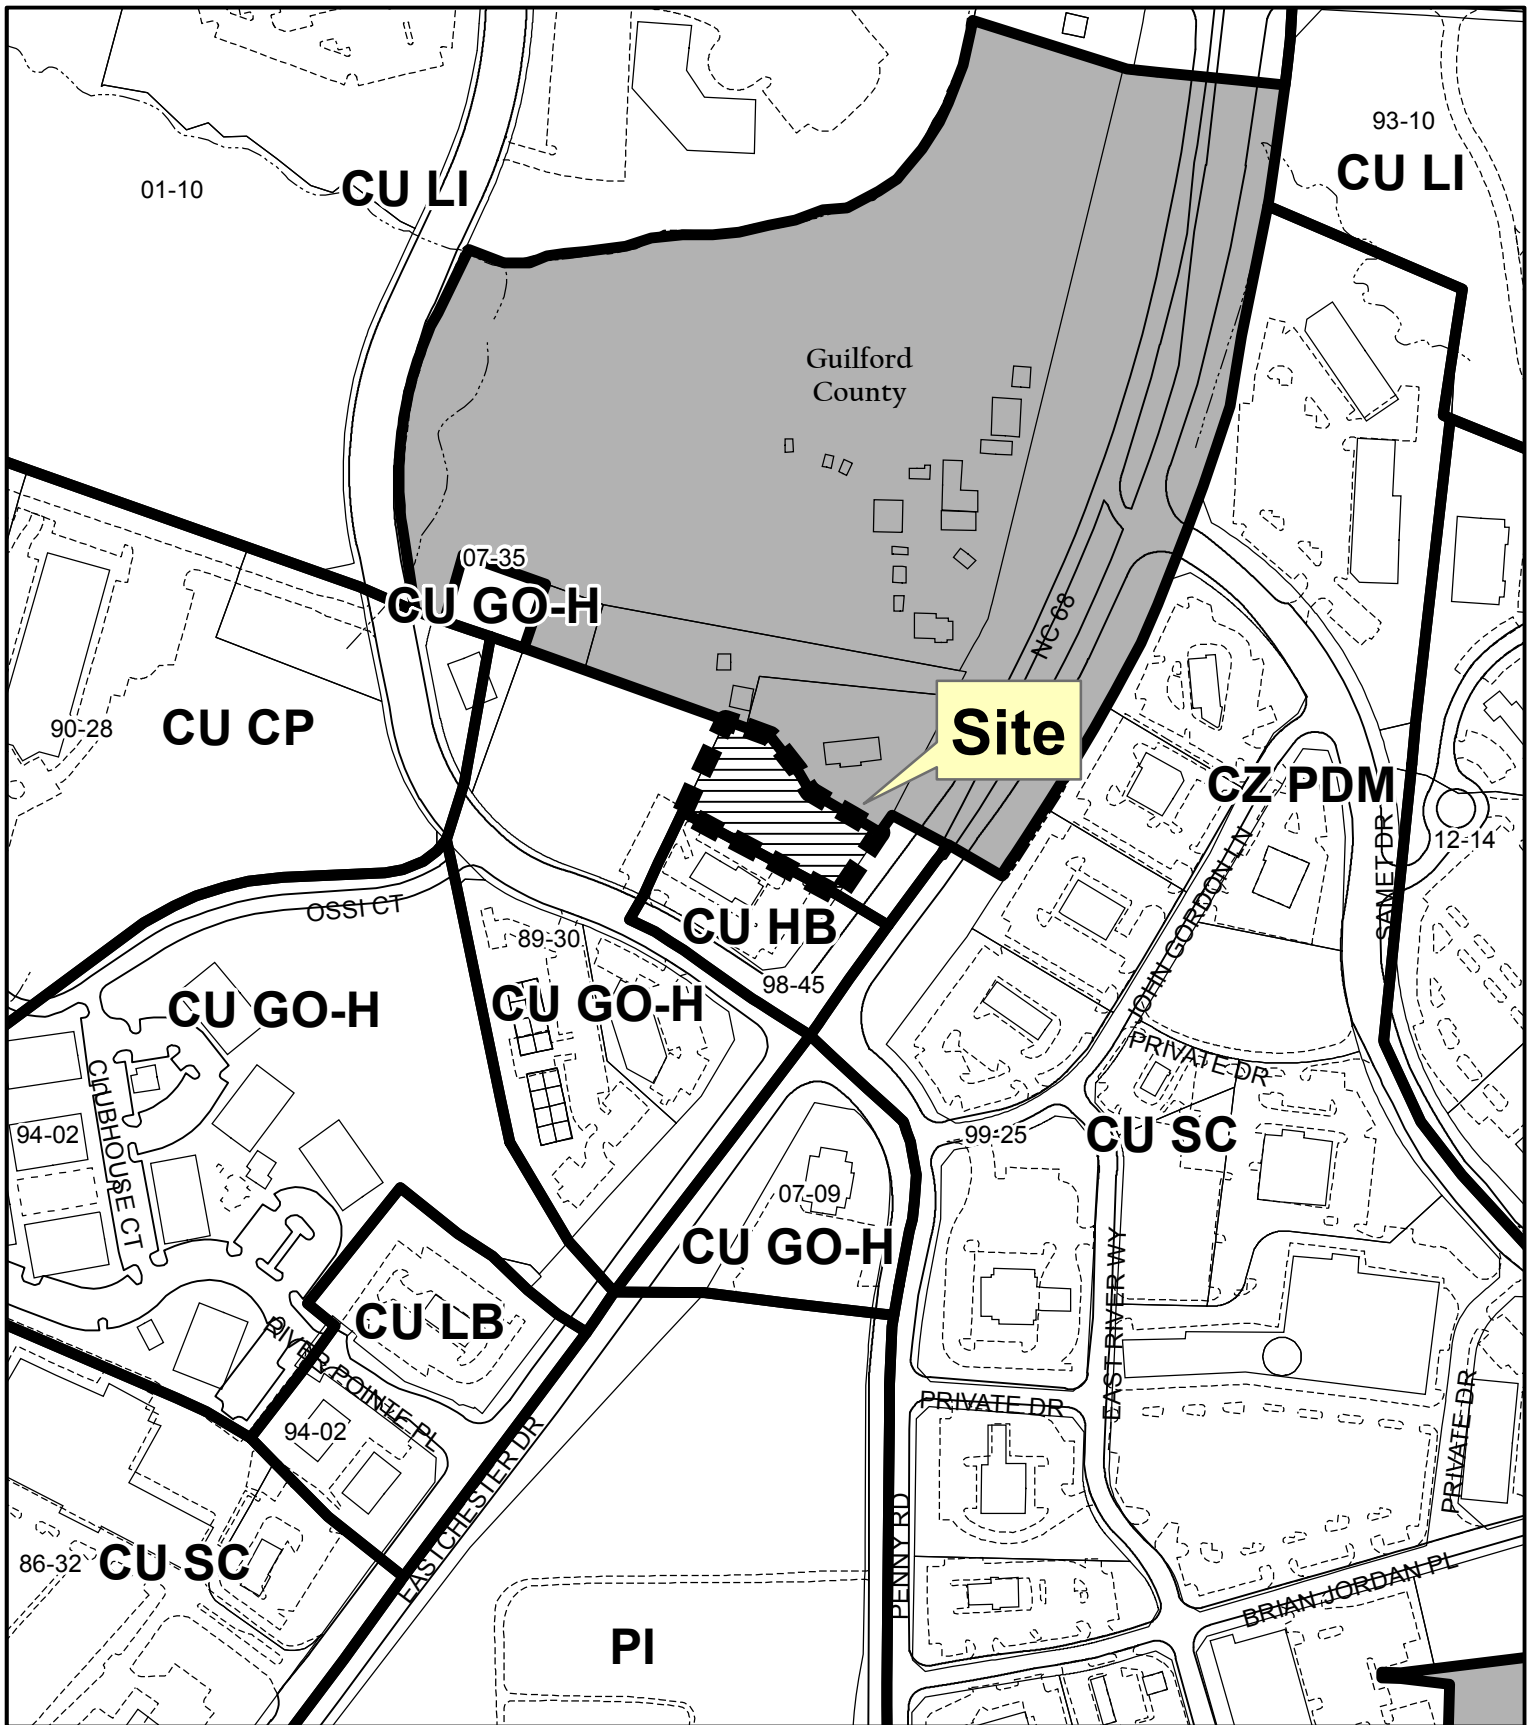 93-10
CU LI
01-10
CU LI
Guilford
County
07-35
CU GO-H
NC 68
Site
90-28
CU CP
CZ PDM
12-14
SAMET DR
JOHN GORDON LN
OSSI CT
CU HB
89-30
98-45
CU GO-H
CU GO-H
PRIVATE DR
CLUBHOUSE CT
94-02
99-25
CU SC
07-09
CU GO-H
EAST RIVER WY
CU LB
RIVER POINTE PL
94-02
PRIVATE DR
PRIVATE DR
EASTCHESTER DR
PENNY RD
86-32
CU SC
BRIAN JORDAN PL
PI